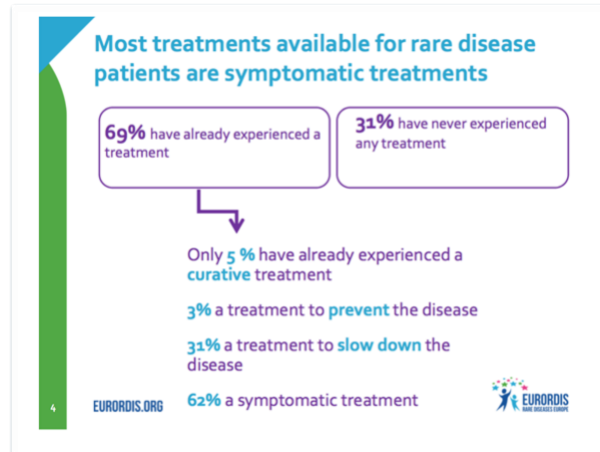 Most treatments available for rare disease
patients are symptomatic treatments
69% have already experienced a
treatment
31% have never experienced
any treatment
Only 5 % have already experienced a
curative treatment
3% a treatment to prevent the disease
31% a treatment to slow down the
disease
62% a symptomatic treatment
4
EURORDIS.ORG
EURORDIS
RARE DISEASES EUROPE